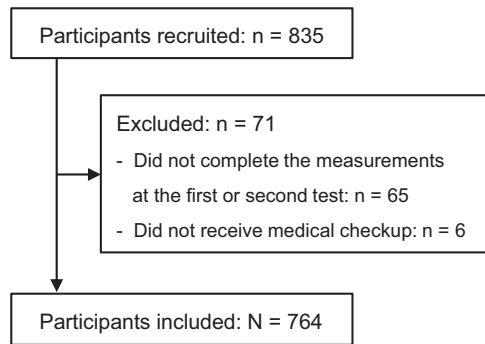 Participants recruited: n = 835
Excluded: n = 71
- Did not complete the measurements
at the first or second test: n = 65
- Did not receive medical checkup: n = 6
Participants included: N = 764